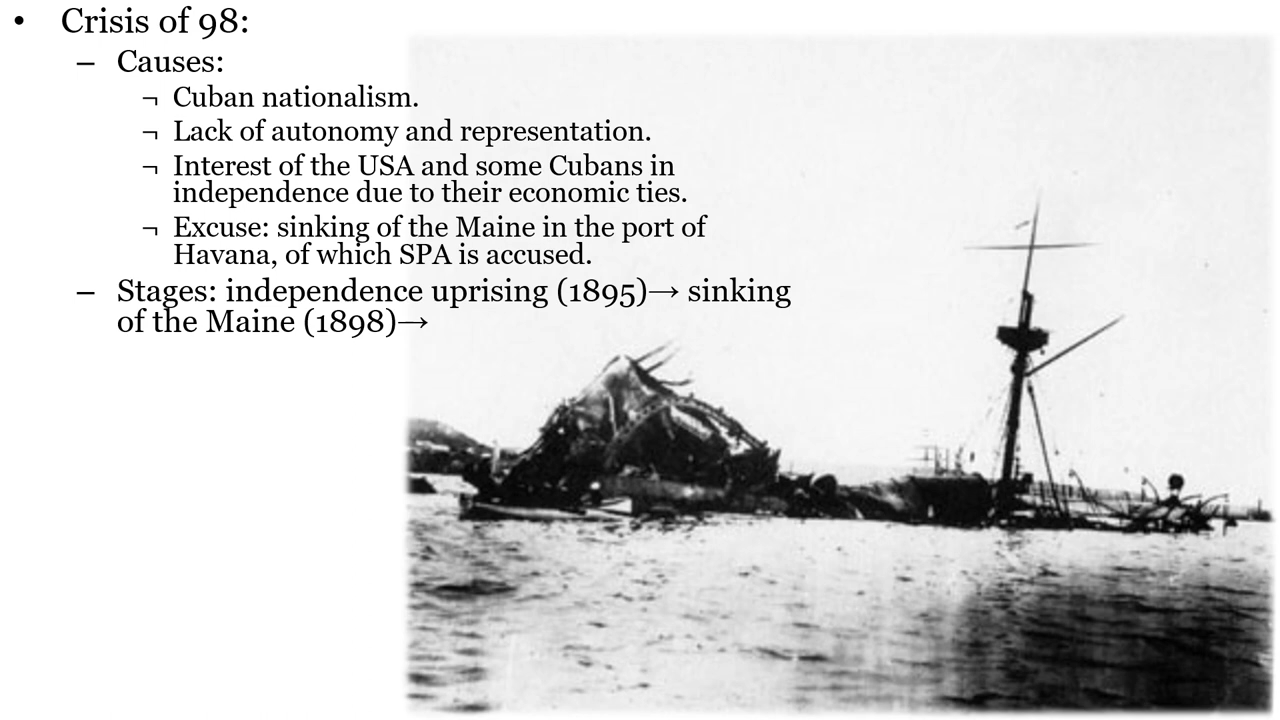 • Crisis of 98:
– Causes:
¬ Cuban nationalism.
¬ Lack of autonomy and representation.
¬ Interest of the USA and some Cubans in
independence due to their economic ties.
¬ Excuse: sinking of the Maine in the port of
Havana, of which SPA is accused.
– Stages: independence uprising (1895)→ sinking
of the Maine (1898)→